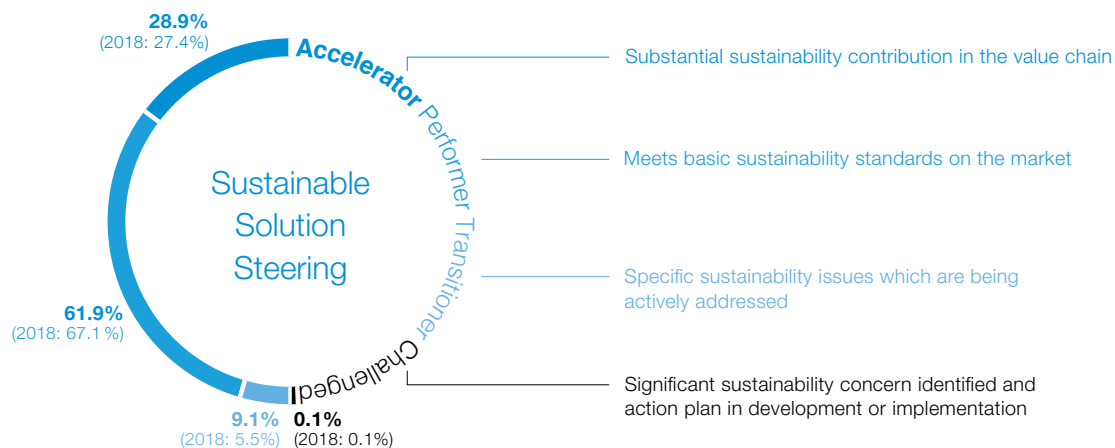 28.9%
(2018: 27.4%)
Accelerator Performer Transitioner Challenged
Substantial sustainability contribution in the value chain
Meets basic sustainability standards on the market
Sustainable
Solution
Steering
Specific sustainability issues which are being
actively addressed
61.9%
(2018: 67.1%)
Significant sustainability concern identified and
action plan in development or implementation
9.1%
(2018: 5.5%)
0.1%
(2018: 0.1%)